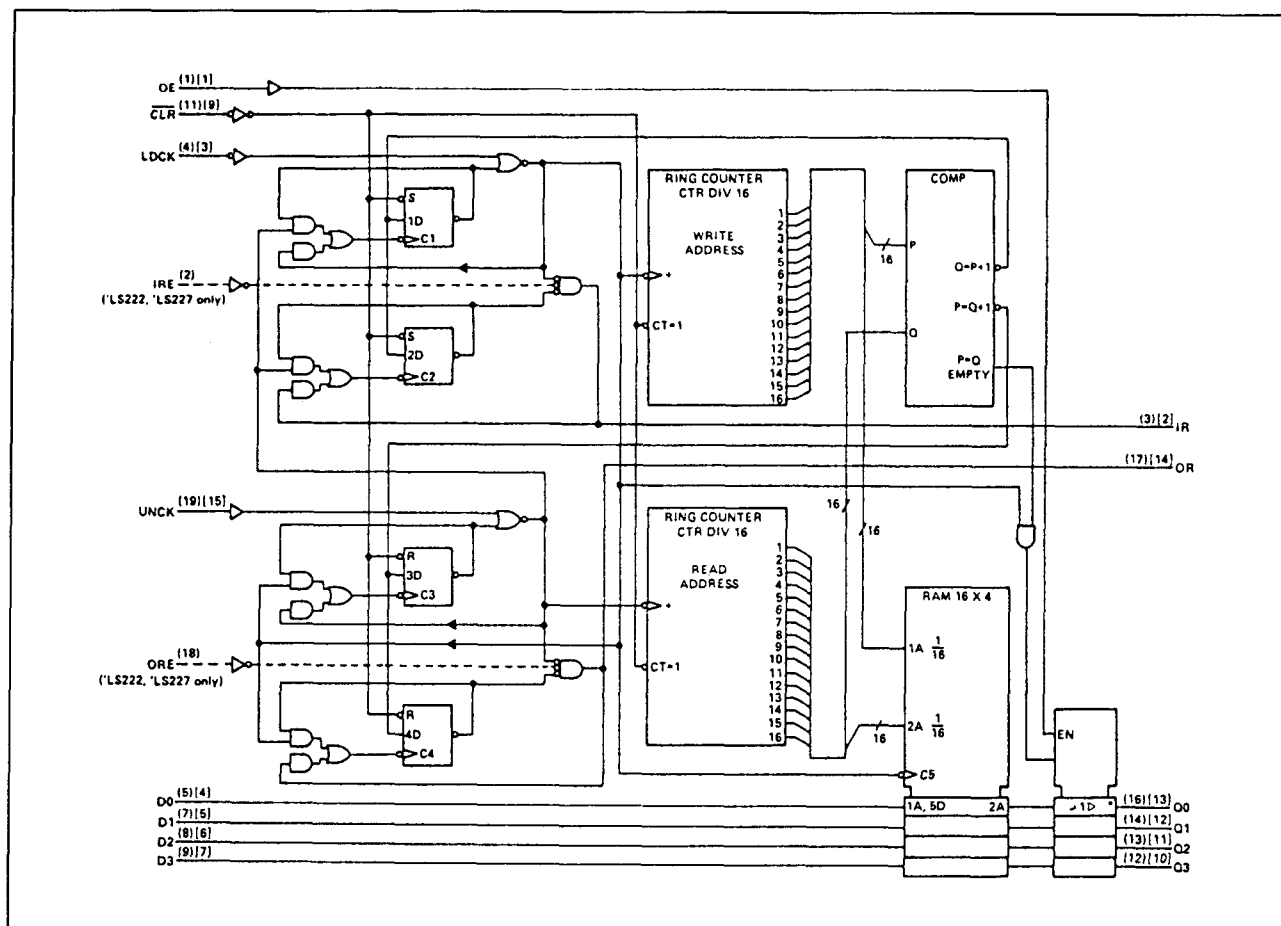 OE (1)[1]
CLR (11)[9]
LDCK (4)[3]
IRE (2)
('LS222, 'LS227 only)
S
1D
C1
S
2D
C2
RING COUNTER
CTR DIV 16
WRITE
ADDRESS
+
CT=1
1
2
3
4
5
6
7
8
9
10
11
12
13
14
15
16
16
COMP
P
Q=P+1
P=Q+1
Q
P=Q
EMPTY
(3)[2] IR
(17)[14] OR
UNCK (19)[15]
ORE (18)
('LS222, 'LS227 only)
R
3D
C3
R
4D
C4
RING COUNTER
CTR DIV 16
READ
ADDRESS
+
CT=1
1
2
3
4
5
6
7
8
9
10
11
12
13
14
15
16
16
16
16
RAM 16 X 4
1A 1/16
2A 1/16
C5
EN
D0 (5)[4]
1A, 5D 2A
1D
(16)[13] Q0
D1 (7)[5]
(14)[12] Q1
D2 (8)[6]
(13)[11] Q2
D3 (9)[7]
(12)[10] Q3